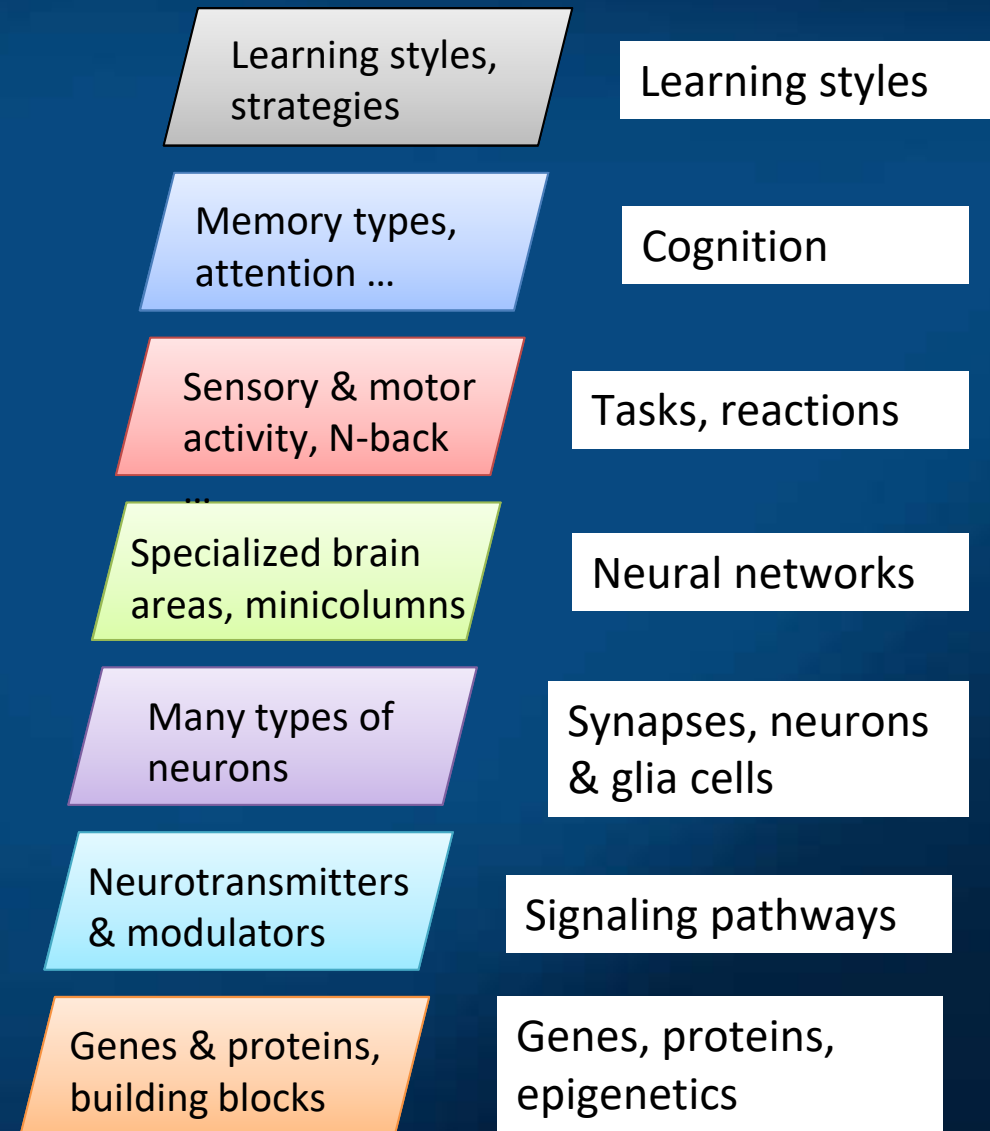 Learning styles,
strategies
Learning styles
Memory types,
attention …
Cognition
Sensory & motor
activity, N-back
…
Tasks, reactions
Specialized brain
areas, minicolumns
Neural networks
Many types of
neurons
Synapses, neurons
& glia cells
Neurotransmitters
& modulators
Signaling pathways
Genes & proteins,
building blocks
Genes, proteins,
epigenetics